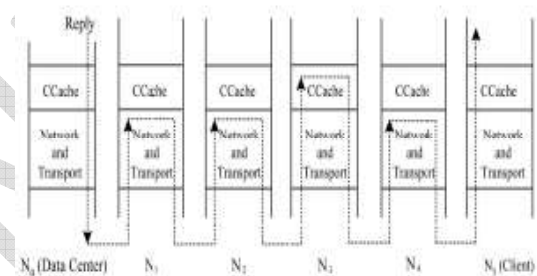 Reply
CCache CCache CCache CCache CCache CCache
Network Network Network Network Network Network
and and and and and and
Transport Transport Transport Transport Transport Transport
(Data Center) N₁ N₂ N₃ N₄ N₅ (Client)